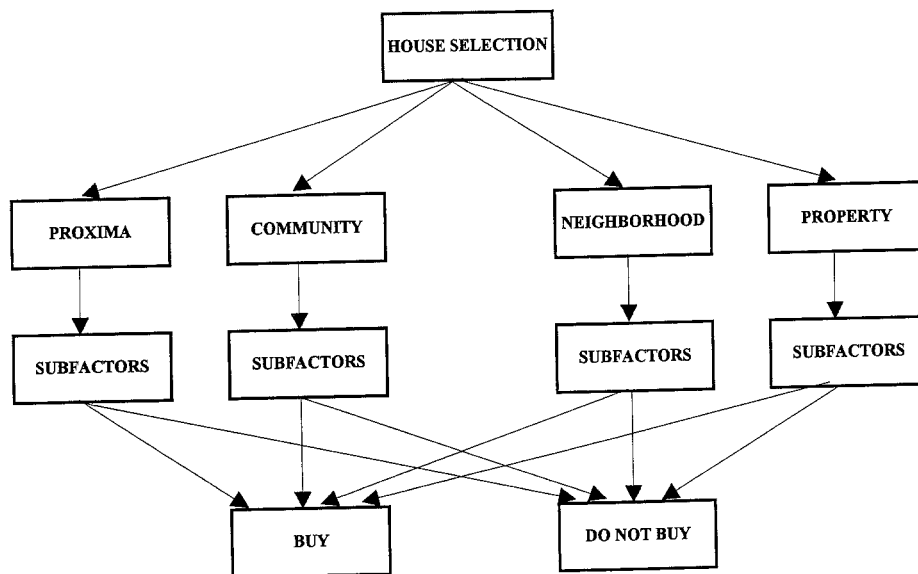 HOUSE SELECTION
PROXIMA
COMMUNITY
NEIGHBORHOOD
PROPERTY
SUBFACTORS
SUBFACTORS
SUBFACTORS
SUBFACTORS
BUY
DO NOT BUY